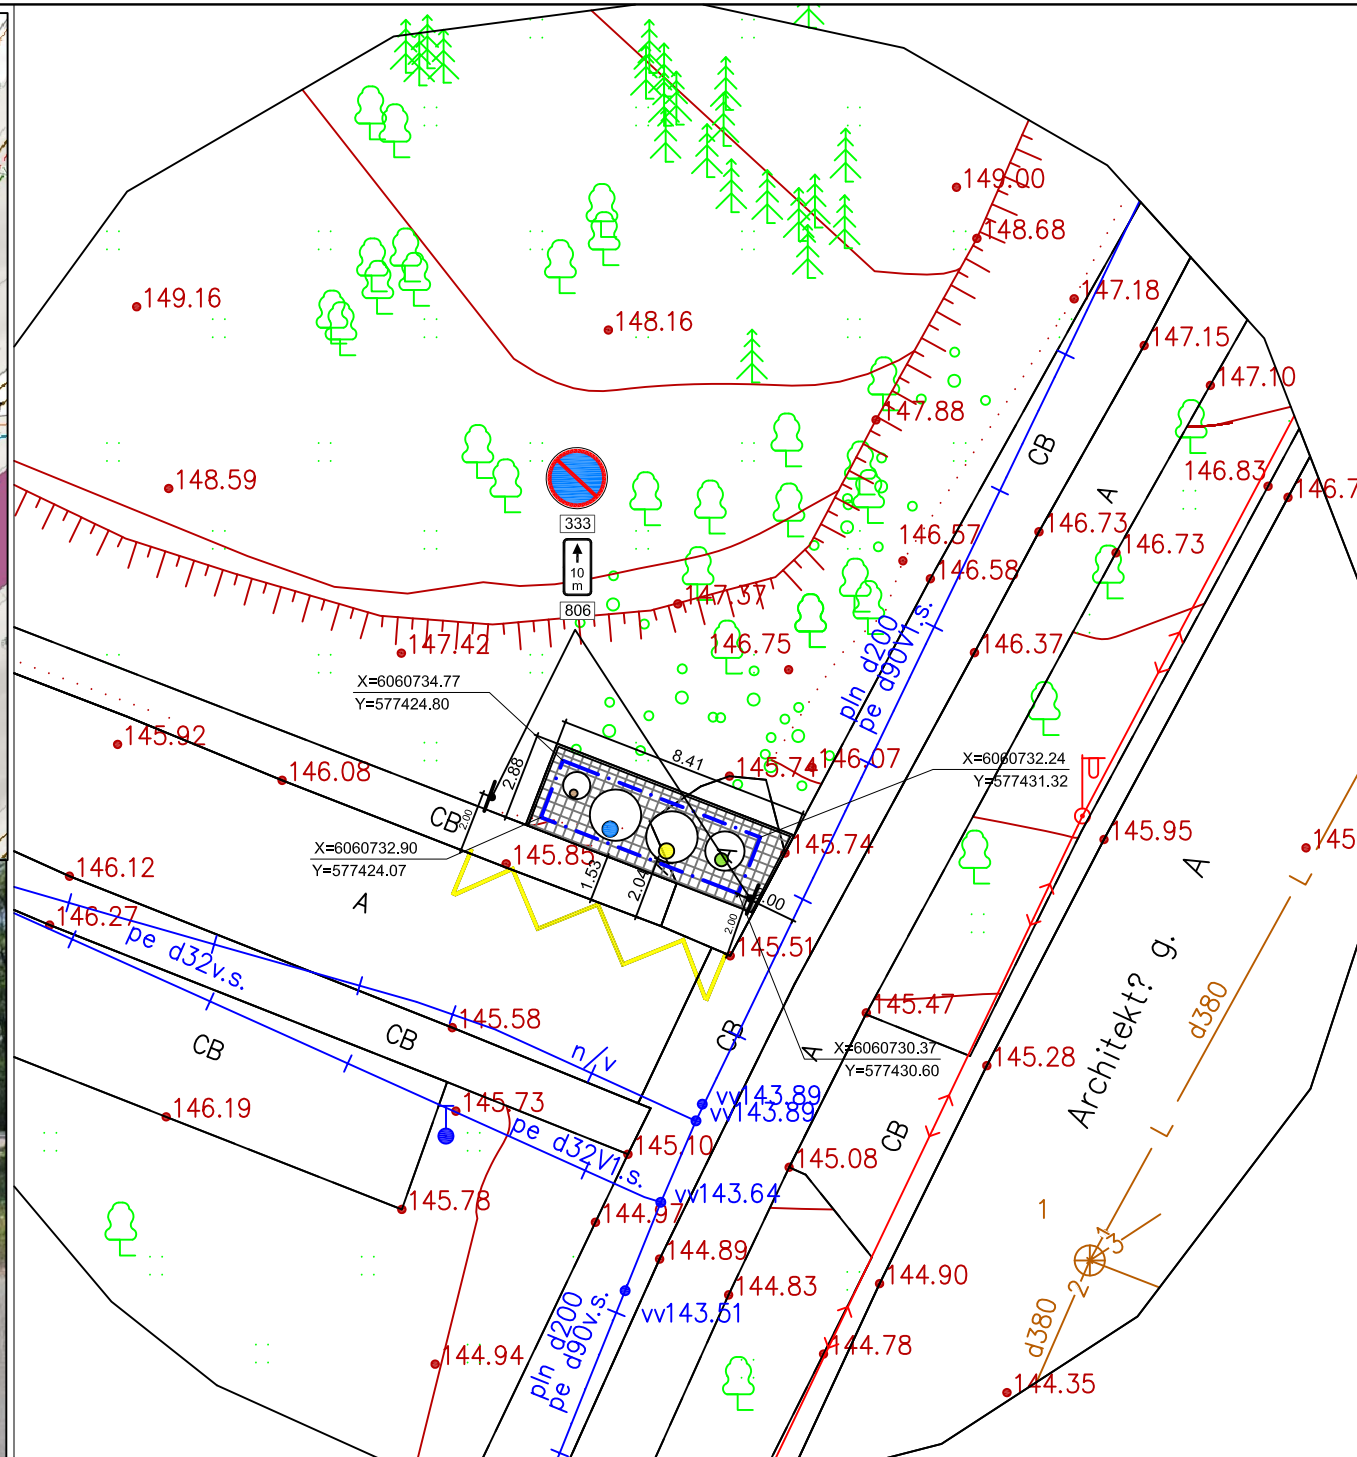 149.00
148.68
149.16
147.18
148.16
147.15
147.10
147.88
CB
146.83
148.59
A
333
146.73
146.57
146.73
10
m
146.58
806
147.37
147.42
146.75
146.37
pln d200
pe d90V1.s.
X=6060734.77
Y=577424.80
145.92
146.08
2.88
8.41
145.74
146.07
X=6060732.24
Y=577431.32
CB
2.00
145.95
145.74
A
X=6060732.90
Y=577424.07
145.85
1.53
146.12
A
146.27
2.00
145.51
pe d32v.s.
145.58
CB
CB
CB
n/v
145.47
A
X=6060730.37
Y=577430.60
Architekt? g.
d380
145.28
vv143.89
vv143.89
146.19
145.73
pe d32V1.s.
145.10
CB
145.08
145.78
vv143.64
144.97
1
144.89
1
3
2
144.90
144.83
vv143.51
pln d200
pe d90v.s.
d380
144.94
144.78
144.35